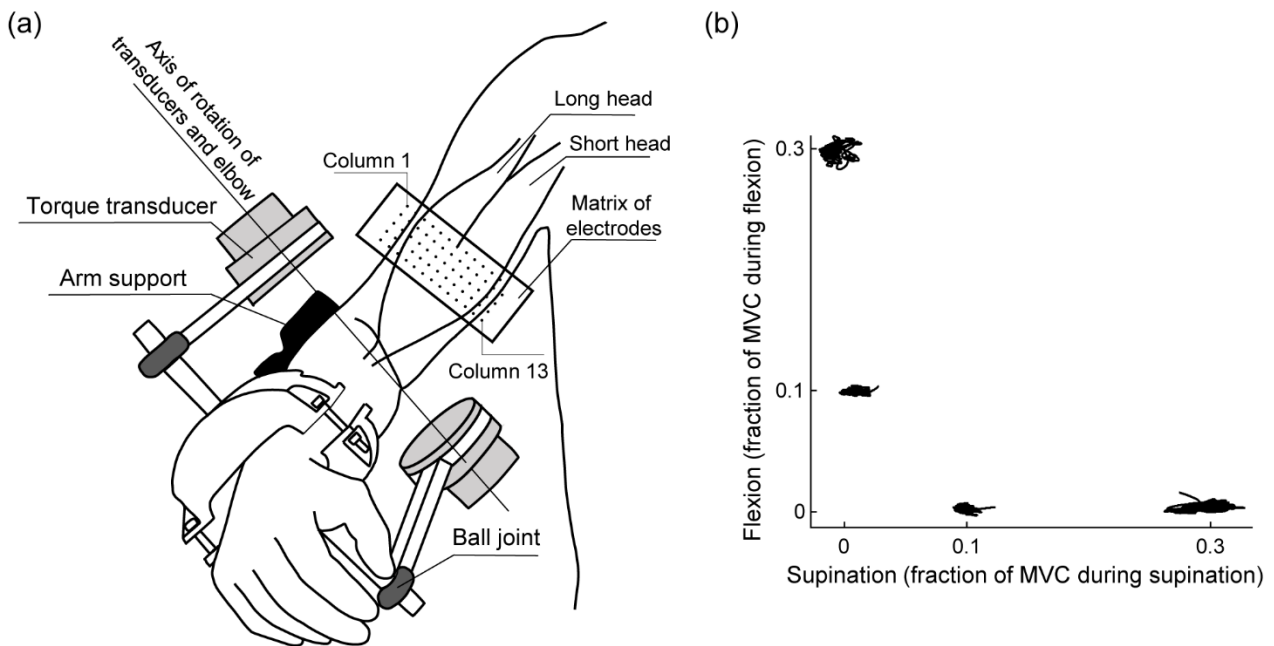 (a)
Axis of rotation of
transducers and elbow
Long head
Short head
Column 1
Matrix of
electrodes
Torque transducer
Arm support
Column 13
Ball joint
(b)
Flexion (fraction of MVC during flexion)
0.3
0.1
0
0
0.1
0.3
Supination (fraction of MVC during supination)